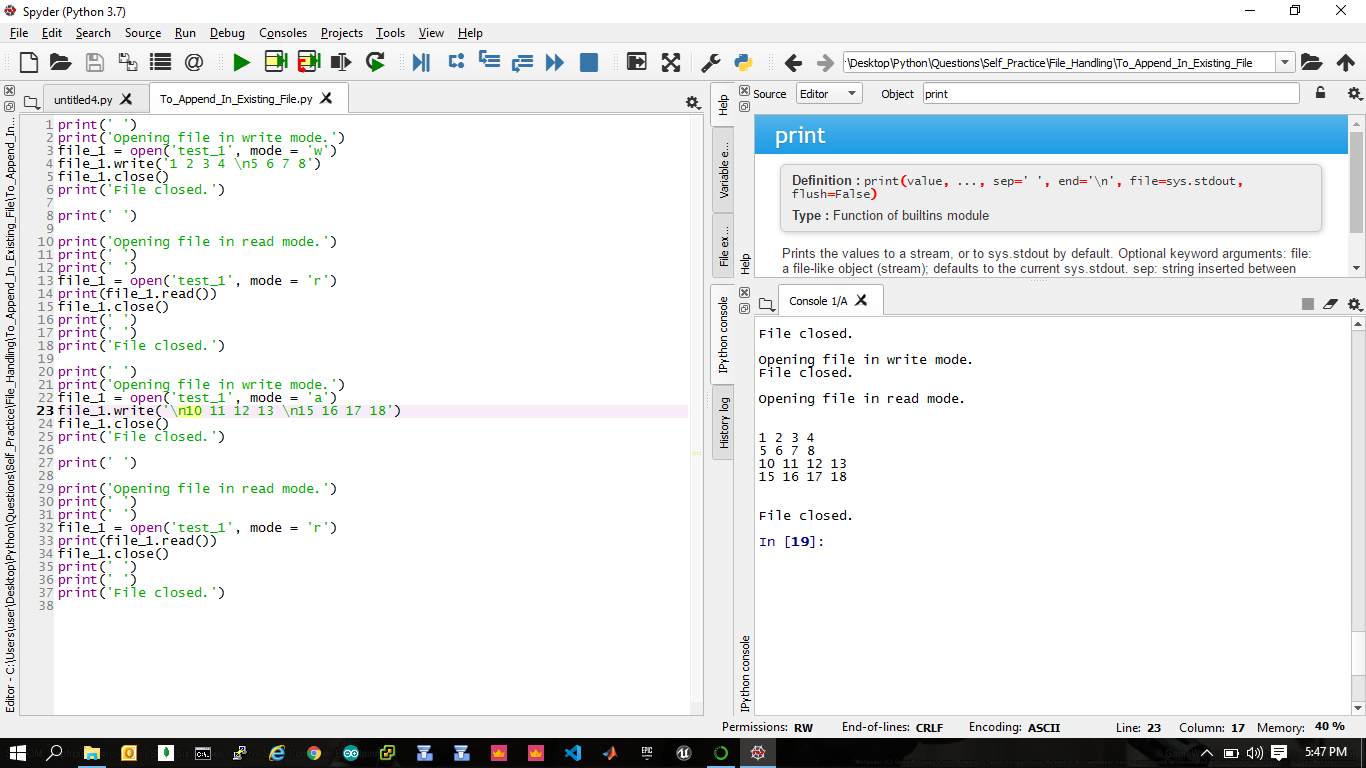 Spyder (Python 3.7)
File Edit Search Source Run Debug Consoles Projects Tools View Help
\Desktop\Python\Questions\Self_Practice\File_Handling\To_Append_In_Existing_File
untitled4.py To_Append_In_Existing_File.py
1 print(' ')
2 print('Opening file in write mode.')
3 file_1 = open('test_1', mode = 'w')
4 file_1.write('1 2 3 4 \n5 6 7 8')
5 file_1.close()
6 print('File closed.')
7
8 print(' ')
9
10 print('Opening file in read mode.')
11 print(' ')
12 print(' ')
13 file_1 = open('test_1', mode = 'r')
14 print(file_1.read())
15 file_1.close()
16 print(' ')
17 print(' ')
18 print('File closed.')
19
20 print(' ')
21 print('Opening file in write mode.')
22 file_1 = open('test_1', mode = 'a')
23 file_1.write('\n10 11 12 13 \n15 16 17 18')
24 file_1.close()
25 print('File closed.')
26
27 print(' ')
28
29 print('Opening file in read mode.')
30 print(' ')
31 print(' ')
32 file_1 = open('test_1', mode = 'r')
33 print(file_1.read())
34 file_1.close()
35 print(' ')
36 print(' ')
37 print('File closed.')
38
Editor - C:\Users\user\Desktop\Python\Questions\Self_Practice\File_Handling\To_Append_In_Existing_File\To_Append_In...
Help
Variable e...
File ex...
IPython console
History log
Help
Source Editor Object print
print
Definition : print(value, ..., sep=' ', end='\n', file=sys.stdout,
flush=False)
Type : Function of builtins module
Prints the values to a stream, or to sys.stdout by default. Optional keyword arguments: file:
a file-like object (stream); defaults to the current sys.stdout. sep: string inserted between
IPython console
Console 1/A
File closed.
Opening file in write mode.
File closed.
Opening file in read mode.
1 2 3 4
5 6 7 8
10 11 12 13
15 16 17 18
File closed.
In [19]:
Permissions: RW End-of-lines: CRLF Encoding: ASCII Line: 23 Column: 17 Memory: 40 %
EPIC
5:47 PM